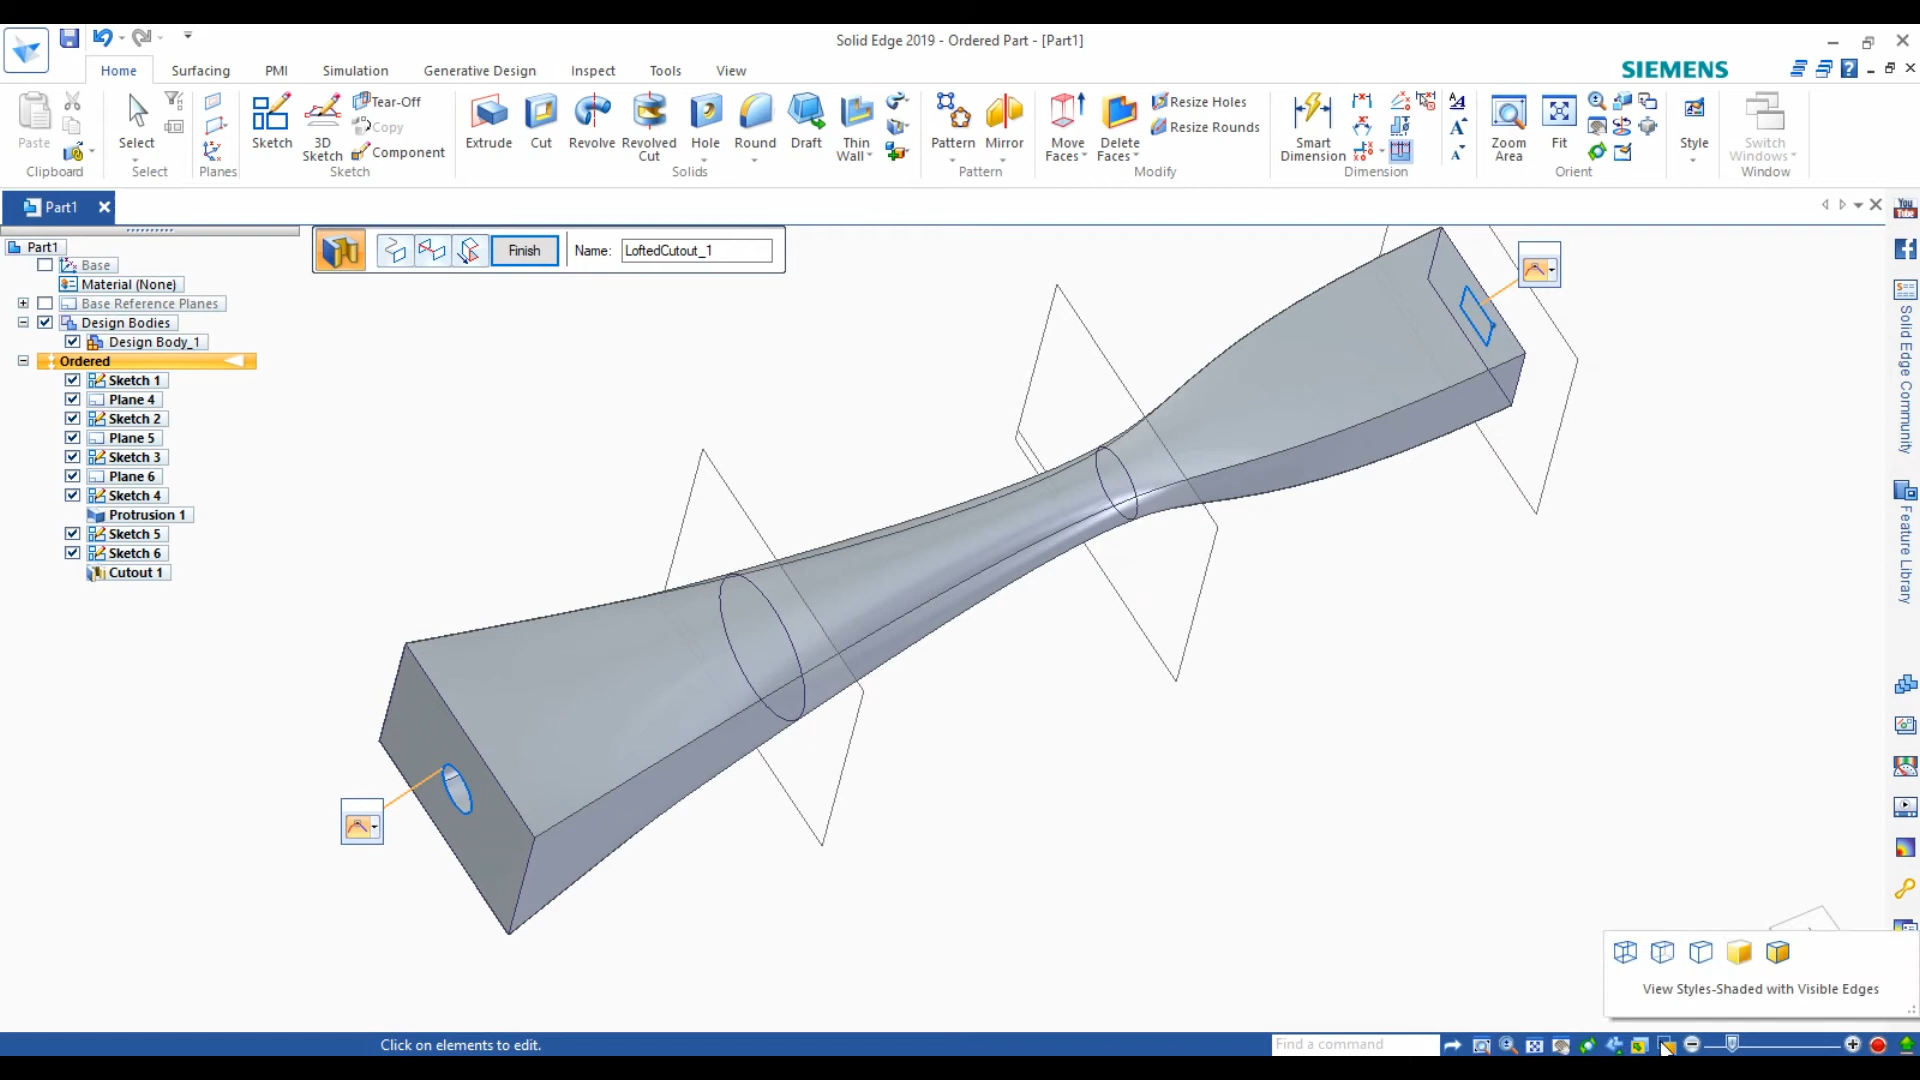 Solid Edge 2019 - Ordered Part - [Part1]
Home Surfacing PMI Simulation Generative Design Inspect Tools View
SIEMENS
Paste
Clipboard
Select
Select
Planes
Sketch
3D Sketch
Tear-Off
Copy
Component
Sketch
Extrude
Cut
Revolve
Revolved Cut
Hole
Round
Draft
Thin Wall
Solids
Pattern
Mirror
Pattern
Move Faces
Delete Faces
Resize Holes
Resize Rounds
Modify
Smart Dimension
Dimension
Zoom Area
Fit
Orient
Style
Switch Windows
Window
Part1
Finish
Name: LoftedCutout_1
Part1
Base
Material (None)
Base Reference Planes
Design Bodies
Design Body_1
Ordered
Sketch 1
Plane 4
Sketch 2
Plane 5
Sketch 3
Plane 6
Sketch 4
Protrusion 1
Sketch 5
Sketch 6
Cutout 1
You Tube
Solid Edge Community
Feature Library
View Styles-Shaded with Visible Edges
Click on elements to edit.
Find a command